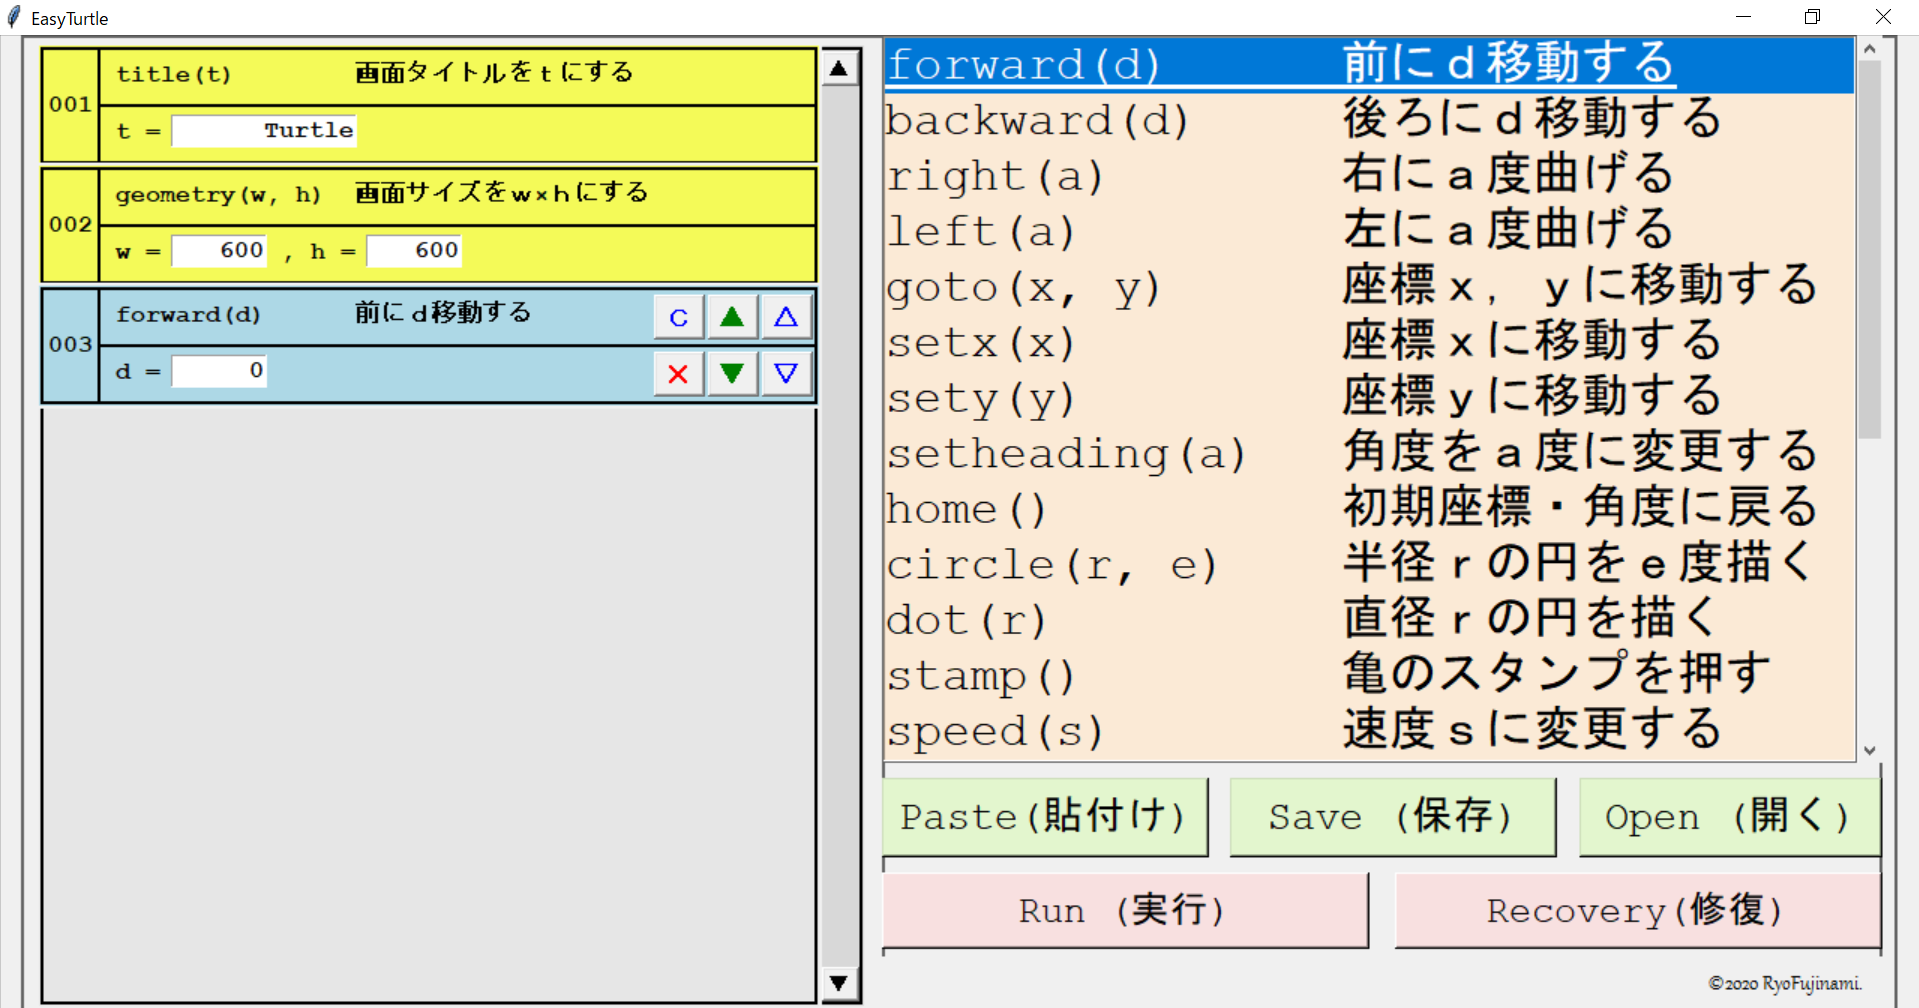 EasyTurtle
001
title(t) 画面タイトルをｔにする
t = Turtle
002
geometry(w, h) 画面サイズをｗ×ｈにする
w = 600 , h = 600
003
forward(d) 前にｄ移動する C ▲ △
d = 0 × ▼ ▽
▲
▼
forward(d) 前にｄ移動する
backward(d) 後ろにｄ移動する
right(a) 右にａ度曲げる
left(a) 左にａ度曲げる
goto(x, y) 座標ｘ，ｙに移動する
setx(x) 座標ｘに移動する
sety(y) 座標ｙに移動する
setheading(a) 角度をａ度に変更する
home() 初期座標・角度に戻る
circle(r, e) 半径ｒの円をｅ度描く
dot(r) 直径ｒの円を描く
stamp() 亀のスタンプを押す
speed(s) 速度ｓに変更する
Paste(貼付け) Save (保存) Open (開く)
Run (実行) Recovery(修復)
©2020 RyoFujinami.